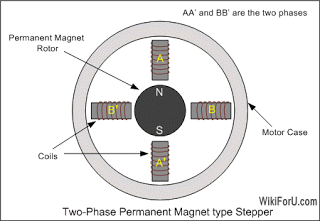 AA' and BB' are the two phases
Permanent Magnet
Rotor
A
N
B'
B
S
Coils
A'
Motor Case
WikiForU.com
Two-Phase Permanent Magnet type Stepper